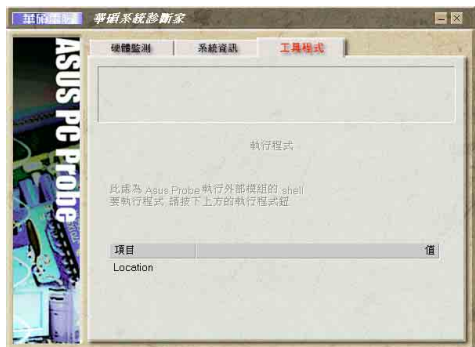 華碩電腦 華碩系統診斷家
ASUS PC Probe
硬體監測 系統資訊 工具程式
執行程式
此處為 Asus Probe 執行外部模組的 shell
要執行程式 請按下上方的執行程式鈕
項目 值
Location